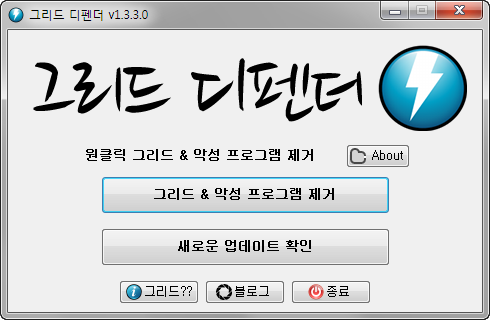 그리드 디펜더 v1.3.3.0
그리드 디펜더
원클릭 그리드 & 악성 프로그램 제거
About
그리드 & 악성 프로그램 제거
새로운 업데이트 확인
그리드??
블로그
종료